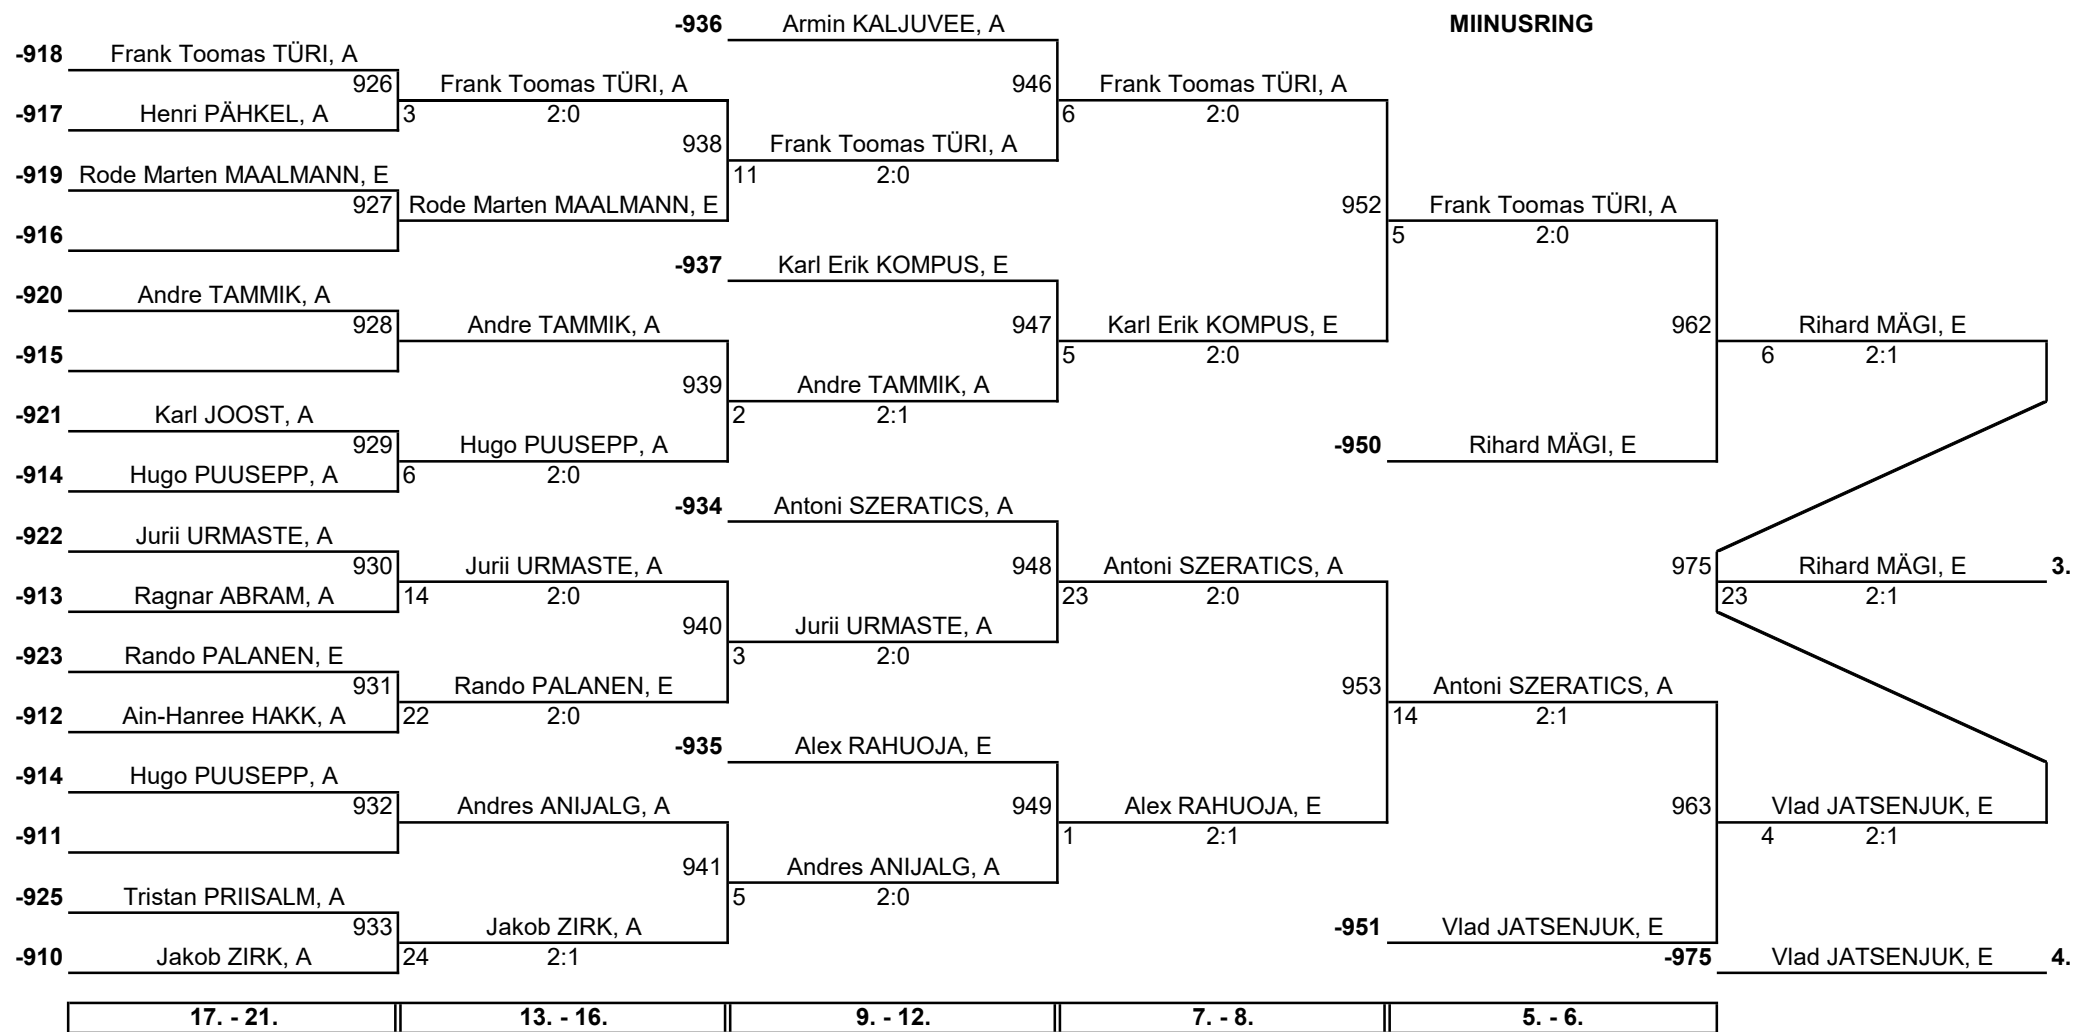 -936 Armin KALJUVEE, A MIINUSRING
-918 Frank Toomas TÜRI, A
926 Frank Toomas TÜRI, A 946 Frank Toomas TÜRI, A
-917 Henri PÄHKEL, A 3 2:0 6 2:0
938 Frank Toomas TÜRI, A
-919 Rode Marten MAALMANN, E 11 2:0
927 Rode Marten MAALMANN, E 952 Frank Toomas TÜRI, A
-916 5 2:0
-937 Karl Erik KOMPUS, E
-920 Andre TAMMIK, A
928 Andre TAMMIK, A 947 Karl Erik KOMPUS, E 962 Rihard MÄGI, E
-915 5 2:0 6 2:1
939 Andre TAMMIK, A
-921 Karl JOOST, A 2 2:1
929 Hugo PUUSEPP, A -950 Rihard MÄGI, E
-914 Hugo PUUSEPP, A 6 2:0
-934 Antoni SZERATICS, A
-922 Jurii URMASTE, A
930 Jurii URMASTE, A 948 Antoni SZERATICS, A 975 Rihard MÄGI, E 3.
-913 Ragnar ABRAM, A 14 2:0 23 2:0 23 2:1
940 Jurii URMASTE, A
-923 Rando PALANEN, E 3 2:0
931 Rando PALANEN, E 953 Antoni SZERATICS, A
-912 Ain-Hanree HAKK, A 22 2:0 14 2:1
-935 Alex RAHUOJA, E
-914 Hugo PUUSEPP, A
932 Andres ANIJALG, A 949 Alex RAHUOJA, E 963 Vlad JATSENJUK, E
-911 1 2:1 4 2:1
941 Andres ANIJALG, A
-925 Tristan PRIISALM, A 5 2:0
933 Jakob ZIRK, A -951 Vlad JATSENJUK, E
-910 Jakob ZIRK, A 24 2:1 -975 Vlad JATSENJUK, E 4.
17. - 21. 13. - 16. 9. - 12. 7. - 8. 5. - 6.